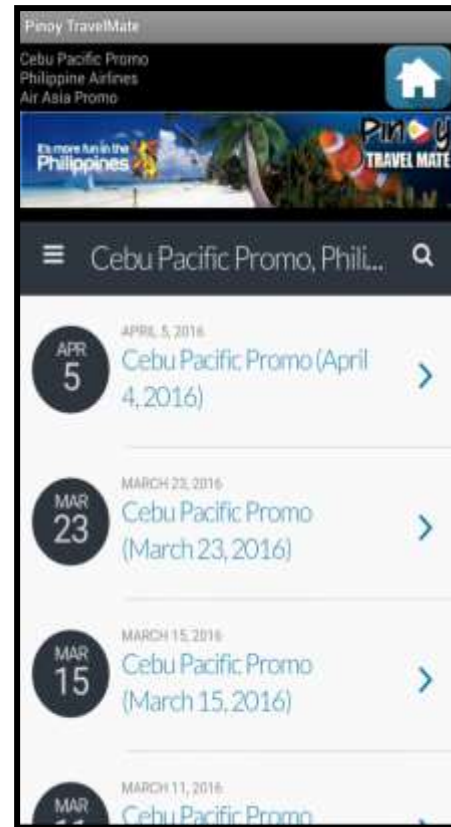 Pinoy TravelMate
Cebu Pacific Promo
Philippine Airlines
Air Asia Promo
It's more fun in the
Philippines
PINOY
TRAVEL MATE
Cebu Pacific Promo, Phili...
APRIL 5, 2016
APR
5
Cebu Pacific Promo (April
4, 2016)
MARCH 23, 2016
MAR
23
Cebu Pacific Promo
(March 23, 2016)
MARCH 15, 2016
MAR
15
Cebu Pacific Promo
(March 15, 2016)
MARCH 11, 2016
MAR
11
Cebu Pacific Promo